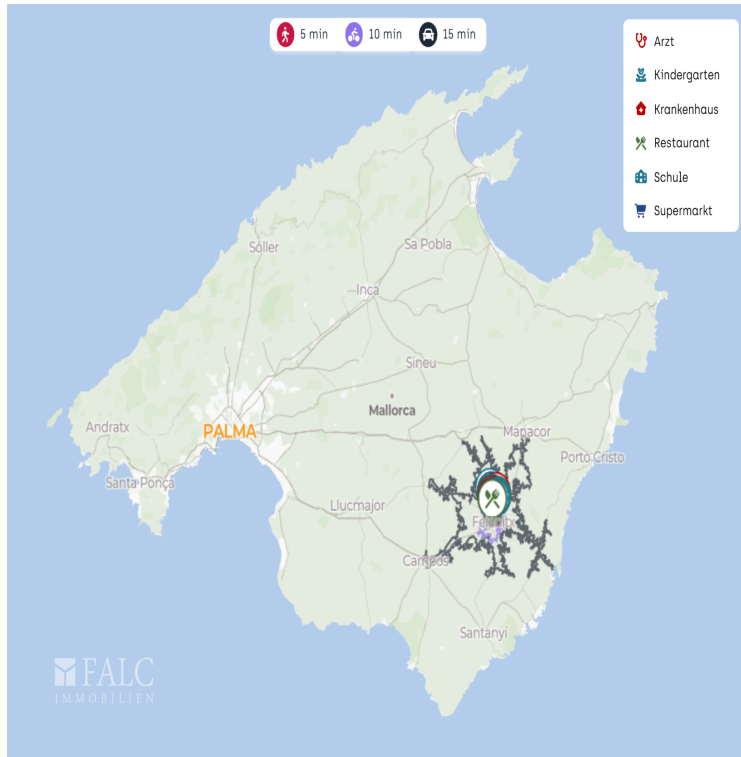 5 min
10 min
15 min
Arzt
Kindergarten
Krankenhaus
Restaurant
Schule
Supermarkt
Sóller
Sa Pobla
Inca
Sineu
Mallorca
Andratx
PALMA
Manacor
Porto Cristo
Santa Ponça
Llucmajor
Campos
Santanyí
FALC
IMMOBILIEN